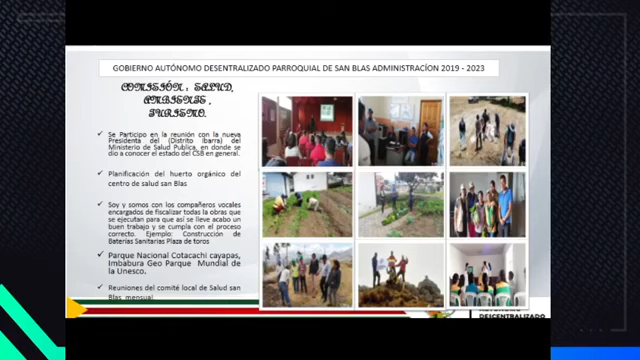 GOBIERNO AUTÓNOMO DESENTRALIZADO PARROQUIAL DE SAN BLAS ADMINISTRACÍON 2019 - 2023
COMISIÓN : SALUD,
AMBIENTE ,
TURISMO.
✓ Se Participo en la reunión con la nueva
Presidenta del (Distrito Ibarra) del
Ministerio de Salud Publica, en donde se
dio a conocer el estado del CSB en general.
✓ Planificación del huerto orgánico del
centro de salud san Blas
✓ Soy y somos con los compañeros vocales
encargados de fiscalizar todas la obras que
se ejecutan para que así se lleve acabo un
buen trabajo y se cumpla con el proceso
correcto. Ejemplo: Construcción de
Baterías Sanitarias Plaza de toros
✓ Parque Nacional Cotacachi cayapas,
Imbabura Geo Parque Mundial de
la Unesco.
✓ Reuniones del comité local de Salud san
Blas mensual
DESCENTRALIZADO